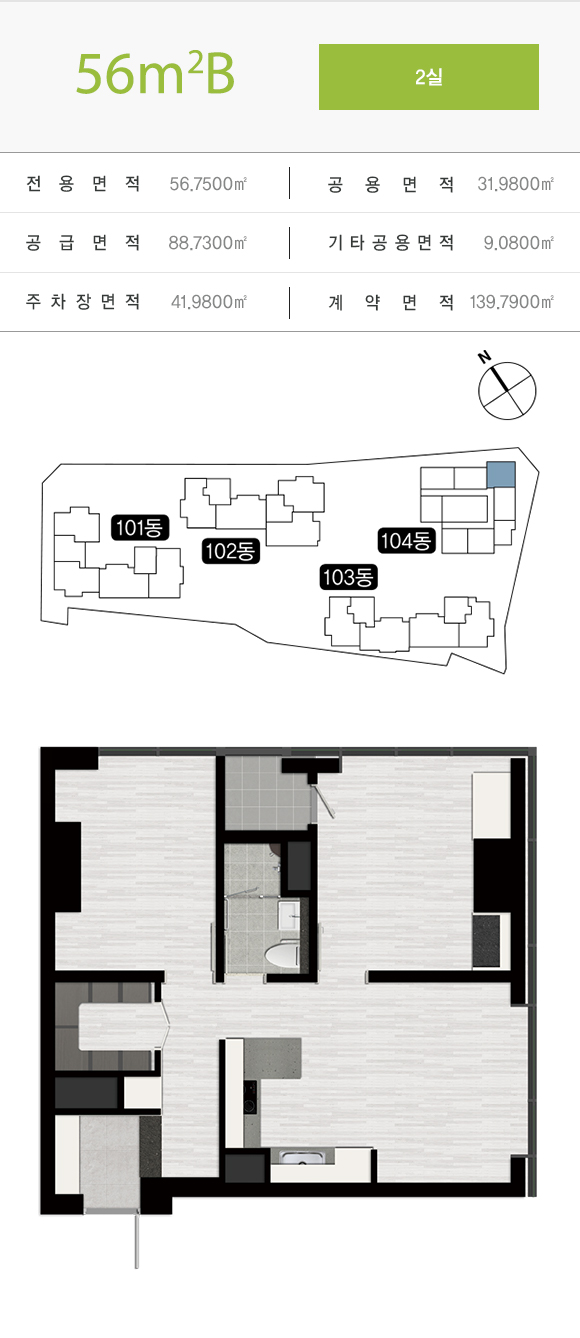 56m²B
2실
전용면적 56.7500㎡
공용면적 31.9800㎡
공급면적 88.7300㎡
기타공용면적 9.0800㎡
주차장면적 41.9800㎡
계약면적 139.7900㎡
N
101동
102동
104동
103동